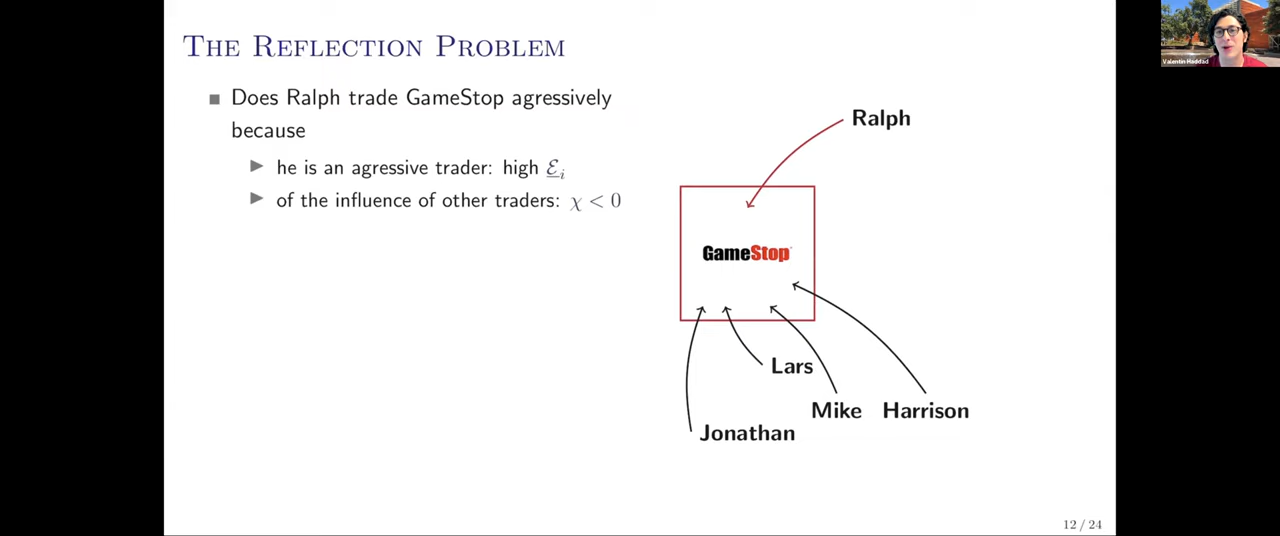 The Reflection Problem
Does Ralph trade GameStop agressively
because
he is an agressive trader: high ℰ̲ᵢ
of the influence of other traders: χ < 0
Ralph
GameStop
Lars
Mike Harrison
Jonathan
12 / 24
Valentin Haddad